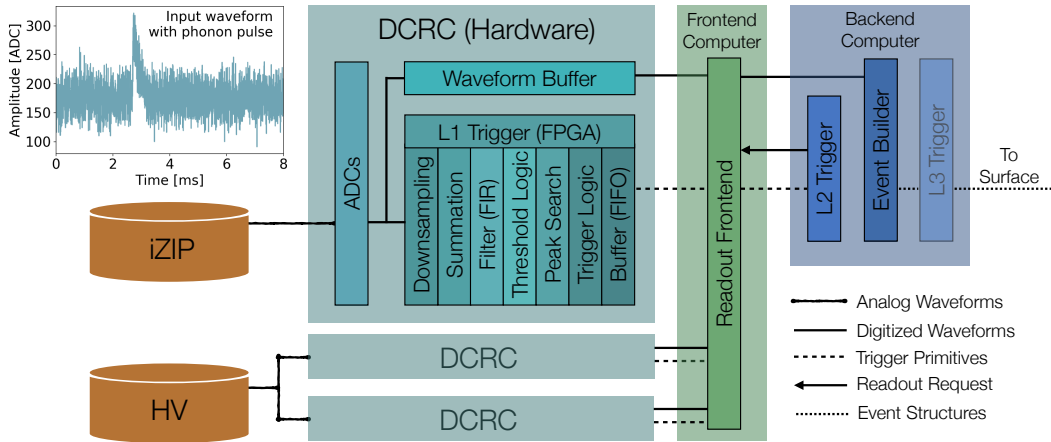 Input waveform
with phonon pulse
Amplitude [ADC]
300
250
200
150
100
0
2
4
6
8
Time [ms]
iZIP
HV
DCRC (Hardware)
ADCs
Waveform Buffer
L1 Trigger (FPGA)
Downsampling
Summation
Filter (FIR)
Threshold Logic
Peak Search
Trigger Logic
Buffer (FIFO)
DCRC
DCRC
Frontend
Computer
Readout Frontend
Backend
Computer
L2 Trigger
Event Builder
L3 Trigger
To
Surface
Analog Waveforms
Digitized Waveforms
Trigger Primitives
Readout Request
Event Structures